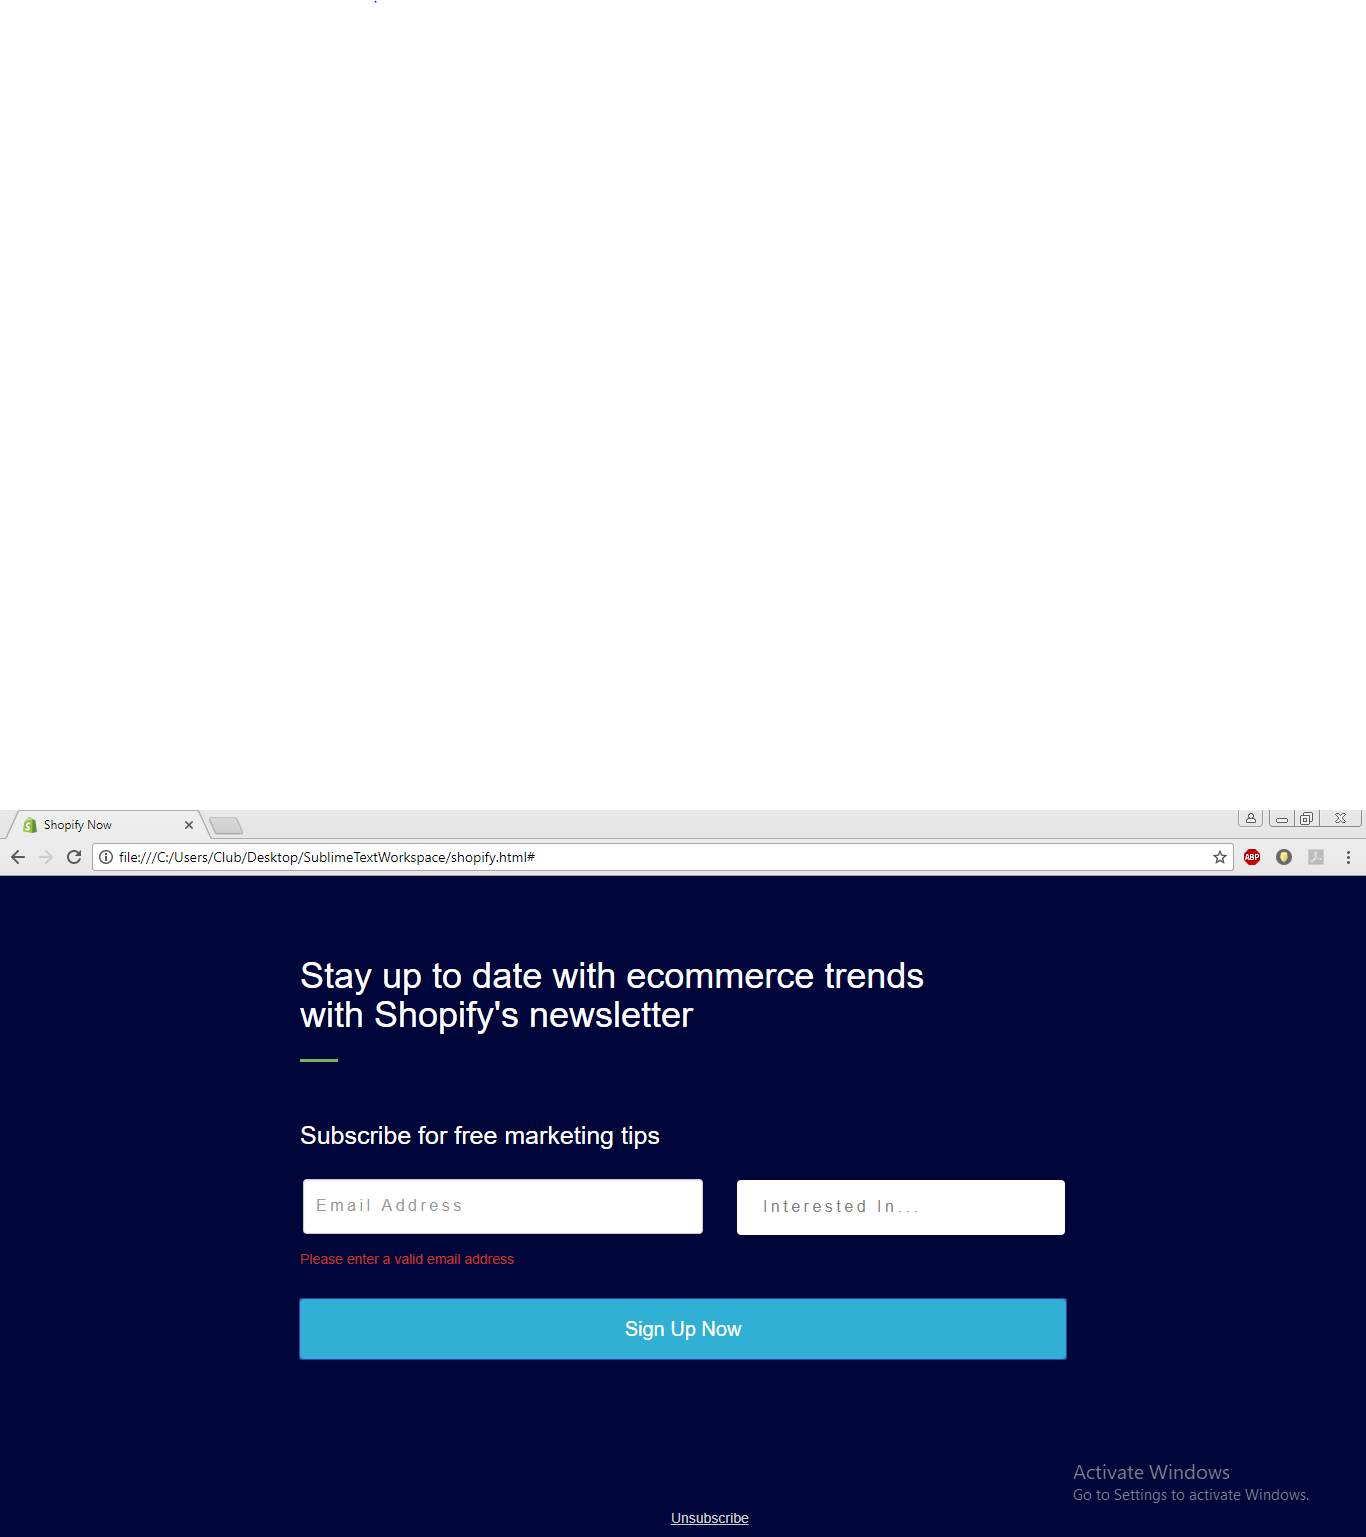 Shopify Now
file:///C:/Users/Club/Desktop/SublimeTextWorkspace/shopify.html#
ABP
Stay up to date with ecommerce trends
with Shopify's newsletter
Subscribe for free marketing tips
Email Address
Interested In...
Please enter a valid email address
Sign Up Now
Activate Windows
Go to Settings to activate Windows.
Unsubscribe